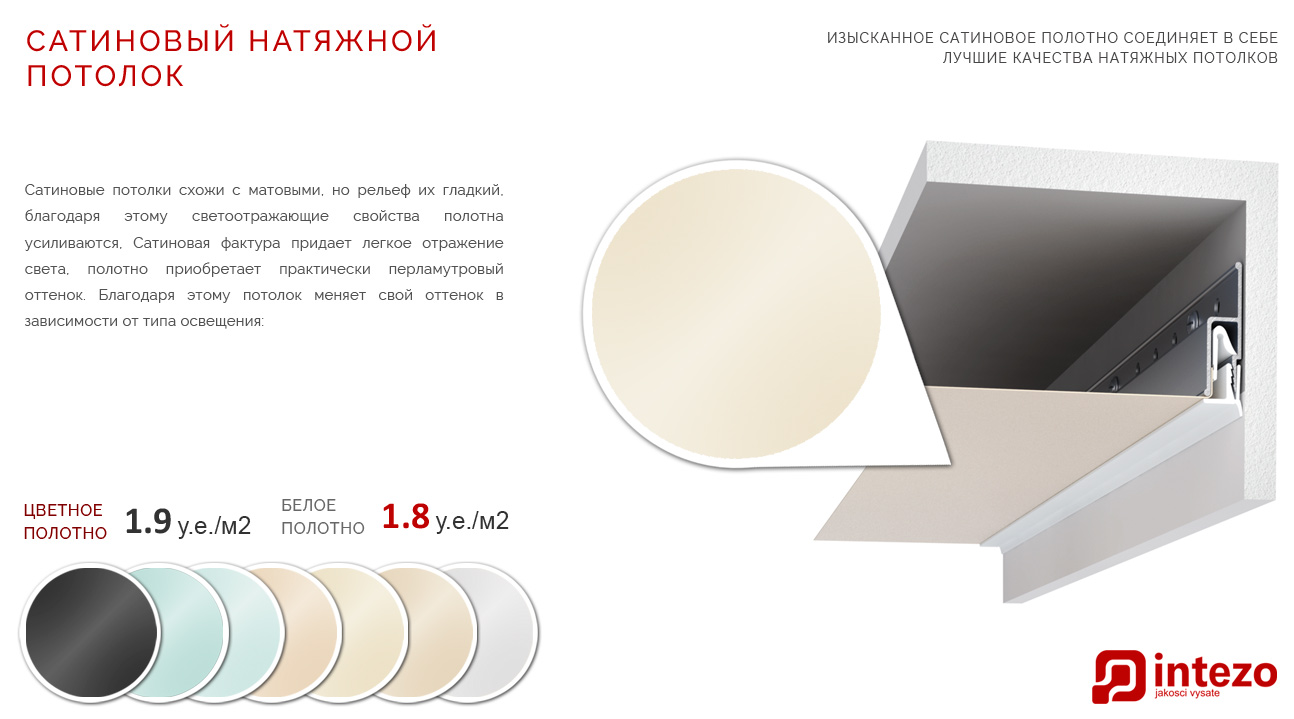 САТИНОВЫЙ НАТЯЖНОЙ
ПОТОЛОК
ИЗЫСКАННОЕ САТИНОВОЕ ПОЛОТНО СОЕДИНЯЕТ В СЕБЕ
ЛУЧШИЕ КАЧЕСТВА НАТЯЖНЫХ ПОТОЛКОВ
Сатиновые потолки схожи с матовыми, но рельеф их гладкий,
благодаря этому светоотражающие свойства полотна
усиливаются, Сатиновая фактура придает легкое отражение
света, полотно приобретает практически перламутровый
оттенок. Благодаря этому потолок меняет свой оттенок в
зависимости от типа освещения:
ЦВЕТНОЕ
ПОЛОТНО
1.9 у.е./м2
БЕЛОЕ
ПОЛОТНО
1.8 у.е./м2
intezo
jakosci vysate